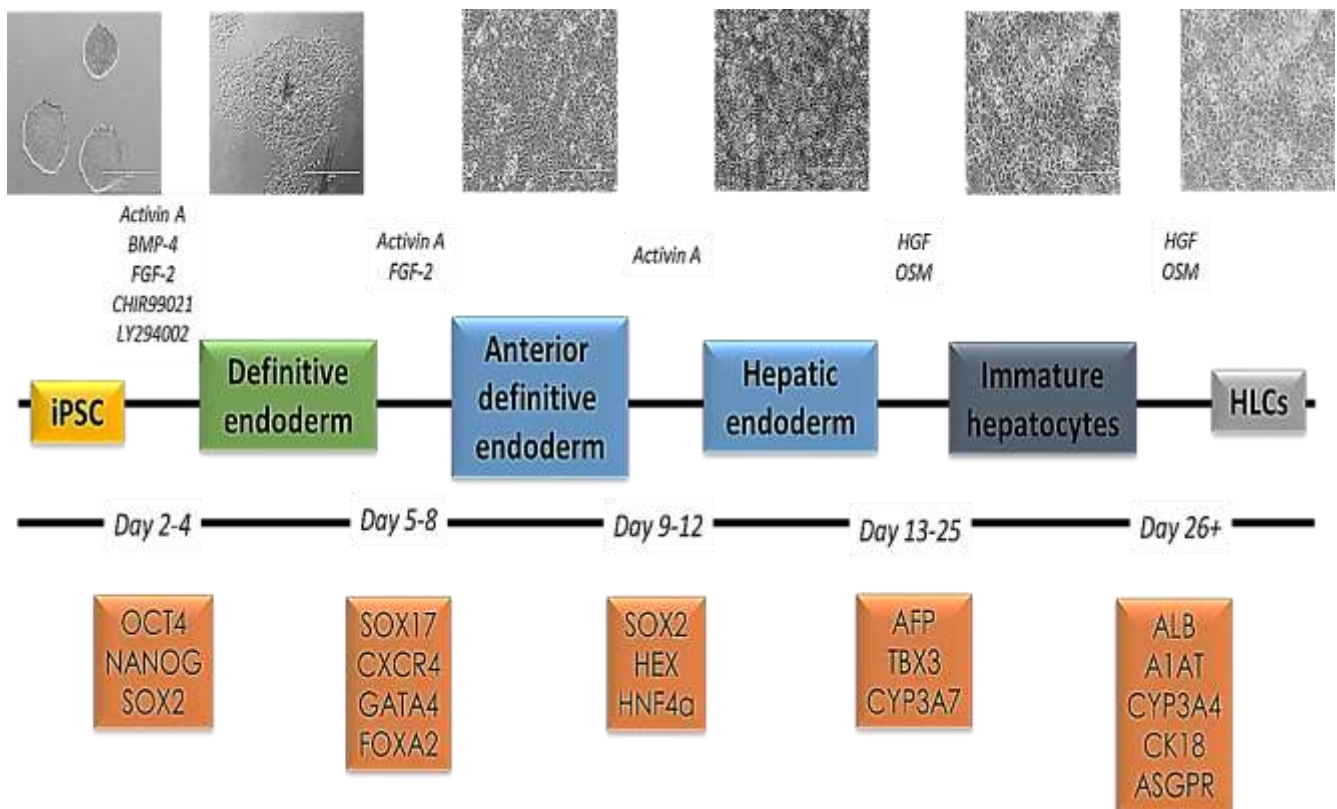 Activin A
BMP-4
FGF-2
CHIR99021
LY294002
Activin A
FGF-2
Activin A
HGF
OSM
HGF
OSM
iPSC
Definitive
endoderm
Anterior
definitive
endoderm
Hepatic
endoderm
Immature
hepatocytes
HLCs
Day 2-4
Day 5-8
Day 9-12
Day 13-25
Day 26+
OCT4
NANOG
SOX2
SOX17
CXCR4
GATA4
FOXA2
SOX2
HEX
HNF4a
AFP
TBX3
CYP3A7
ALB
A1AT
CYP3A4
CK18
ASGPR